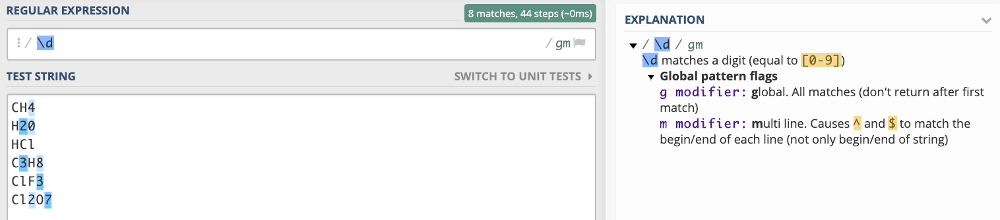 REGULAR EXPRESSION
8 matches, 44 steps (~0ms)
/ \d / gm
TEST STRING
SWITCH TO UNIT TESTS
CH4
H20
HCl
C3H8
ClF3
Cl2O7
EXPLANATION
/ \d / gm
\d matches a digit (equal to [0-9])
Global pattern flags
g modifier: global. All matches (don't return after first
match)
m modifier: multi line. Causes ^ and $ to match the
begin/end of each line (not only begin/end of string)